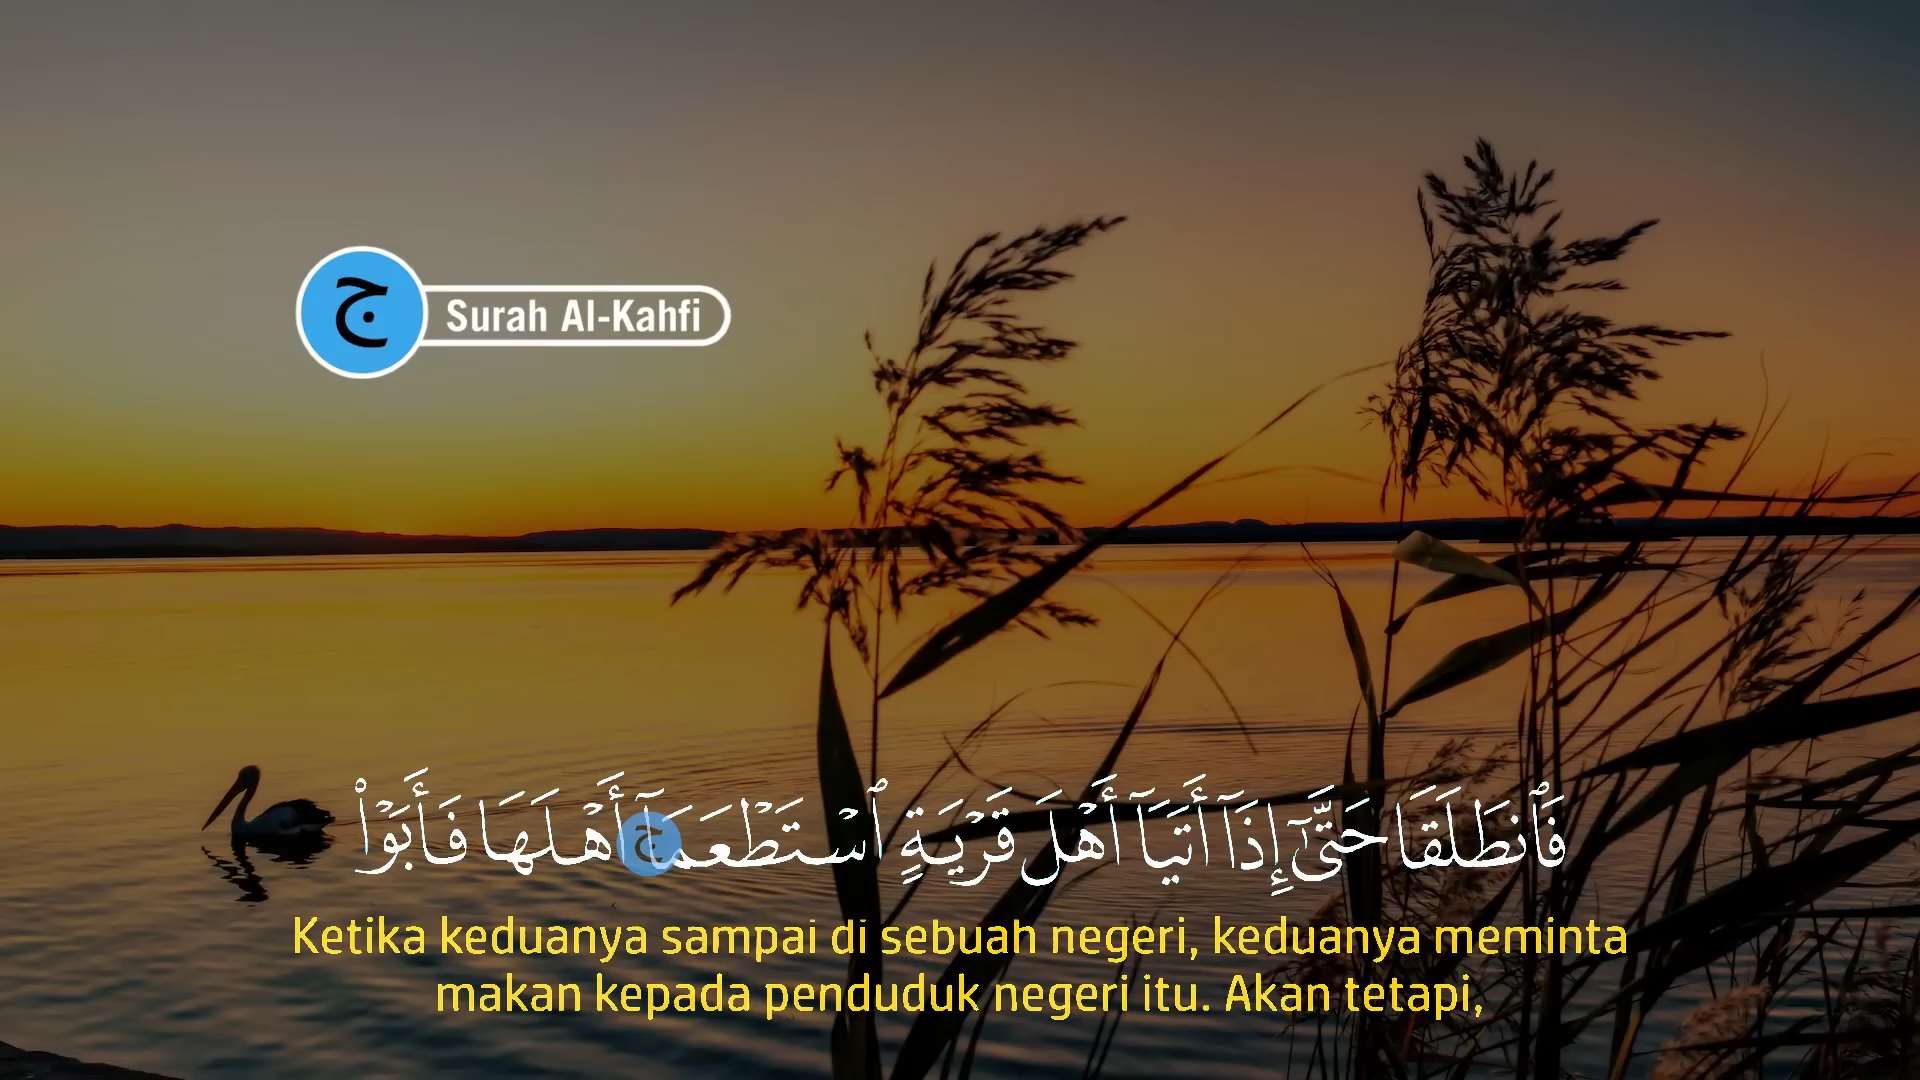 ج
Surah Al-Kahfi
فَٱنطَلَقَا حَتَّىٰٓ إِذَآ أَتَيَآ أَهْلَ قَرْيَةٍ ٱسْتَطْعَمَآ أَهْلَهَا فَأَبَوْا۟
ج
Ketika keduanya sampai di sebuah negeri, keduanya meminta
makan kepada penduduk negeri itu. Akan tetapi,